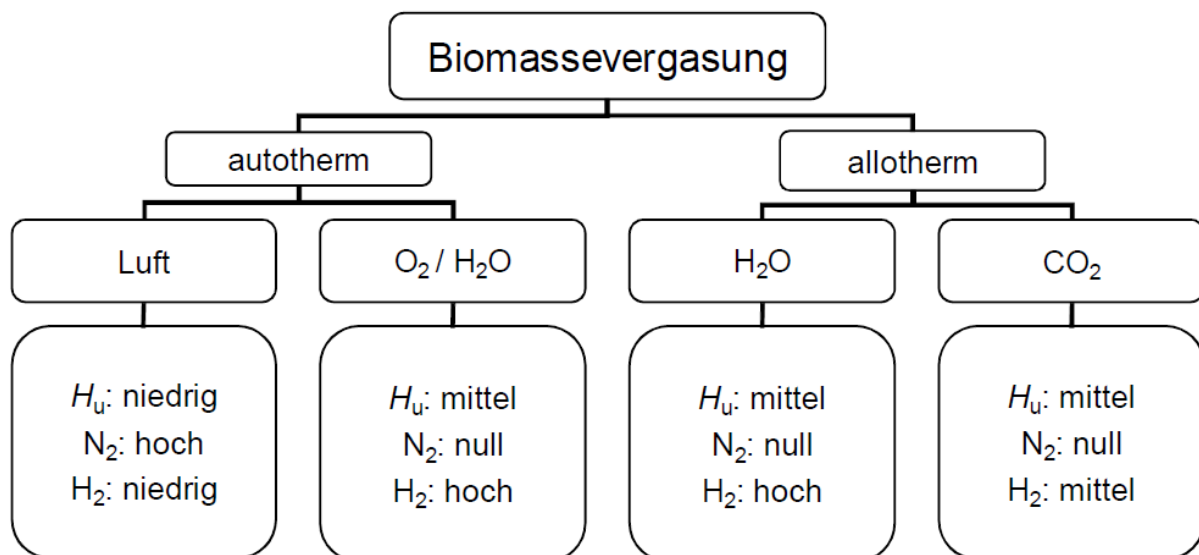 Biomassevergasung
autotherm
allotherm
Luft
O₂ / H₂O
H₂O
CO₂
Hᵤ: niedrig
N₂: hoch
H₂: niedrig
Hᵤ: mittel
N₂: null
H₂: hoch
Hᵤ: mittel
N₂: null
H₂: hoch
Hᵤ: mittel
N₂: null
H₂: mittel